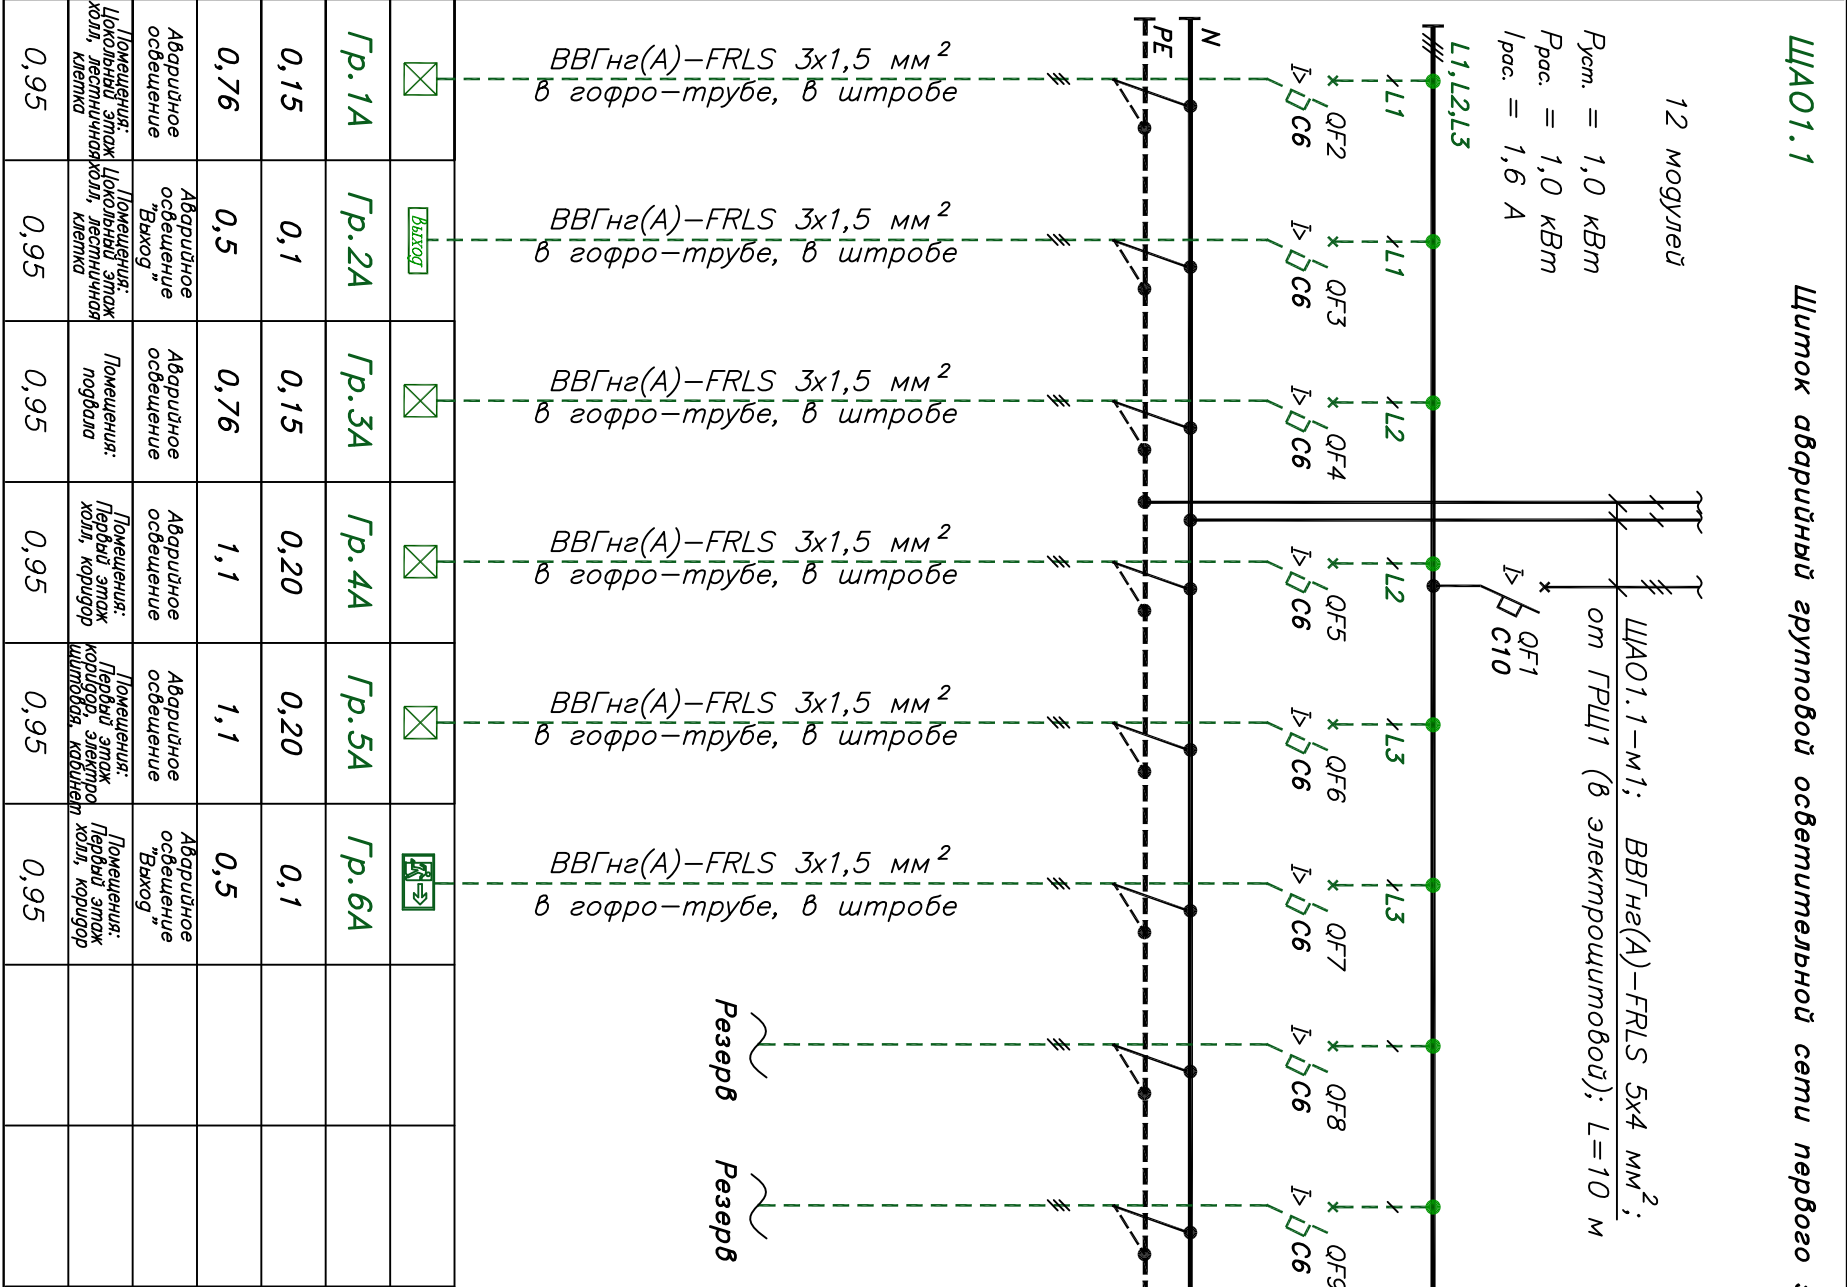 ЩАО1.1
Щиток аварийный групповой осветительной сети первого
12 модулей
Руст. = 1,0 кВт
Ррас. = 1,0 кВт
Iрас. = 1,6 А
ЩАО1.1-м1; ВВГнг(А)-FRLS 5х4 мм²;
от ГРЩ1 (в электрощитовой); L=10 м
QF1
C10
L1,L2,L3
N
PE
L1
L1
L2
L2
L3
L3
QF2
C6
QF3
C6
QF4
C6
QF5
C6
QF6
C6
QF7
C6
QF8
C6
QF9
C6
ВВГнг(А)-FRLS 3х1,5 мм²
в гофро-трубе, в штробе
ВВГнг(А)-FRLS 3х1,5 мм²
в гофро-трубе, в штробе
ВВГнг(А)-FRLS 3х1,5 мм²
в гофро-трубе, в штробе
ВВГнг(А)-FRLS 3х1,5 мм²
в гофро-трубе, в штробе
ВВГнг(А)-FRLS 3х1,5 мм²
в гофро-трубе, в штробе
ВВГнг(А)-FRLS 3х1,5 мм²
в гофро-трубе, в штробе
Резерв
Резерв
Выход
Гр.1А
Гр.2А
Гр.3А
Гр.4А
Гр.5А
Гр.6А
0,15
0,1
0,15
0,20
0,20
0,1
0,76
0,5
0,76
1,1
1,1
0,5
Аварийное
освещение
Аварийное
освещение
"Выход"
Аварийное
освещение
Аварийное
освещение
Аварийное
освещение
Аварийное
освещение
"Выход"
Помещения:
Цокольный этаж
холл, лестничная
клетка
Помещения:
Цокольный этаж
холл, лестничная
клетка
Помещения:
подвала
Помещения:
Первый этаж
холл, коридор
Помещения:
Первый этаж
коридор, электро
щитовая, кабинет
Помещения:
Первый этаж
холл, коридор
0,95
0,95
0,95
0,95
0,95
0,95